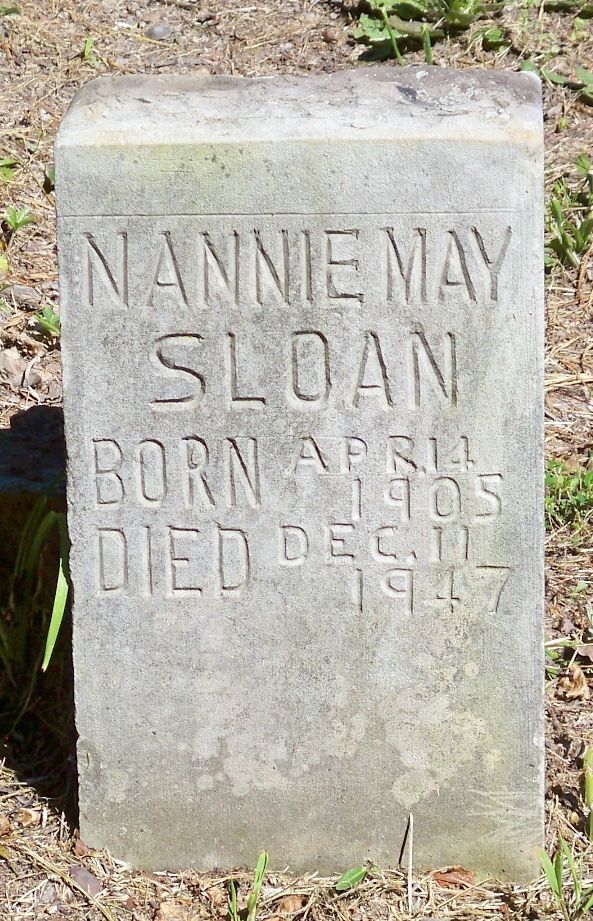 NANNIE MAY
SLOAN
BORN APR. 14
1905
DIED DEC. 11
1947